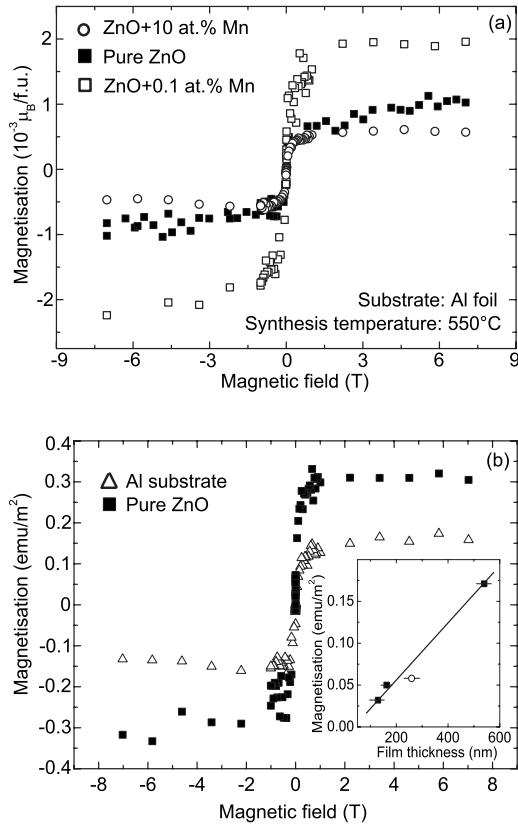 (a)
ZnO+10 at.% Mn
Pure ZnO
ZnO+0.1 at.% Mn
2
1
0
-1
-2
Magnetisation (10⁻³ μB/f.u.)
Substrate: Al foil
Synthesis temperature: 550°C
-9 -6 -3 0 3 6 9
Magnetic field (T)
(b)
Al substrate
Pure ZnO
0.4
0.3
0.2
0.1
0
-0.1
-0.2
-0.3
-0.4
Magnetisation (emu/m²)
0.15
0.10
0.05
0.00
Magnetisation (emu/m²)
200 400 600
Film thickness (nm)
-8 -6 -4 -2 0 2 4 6 8
Magnetic field (T)